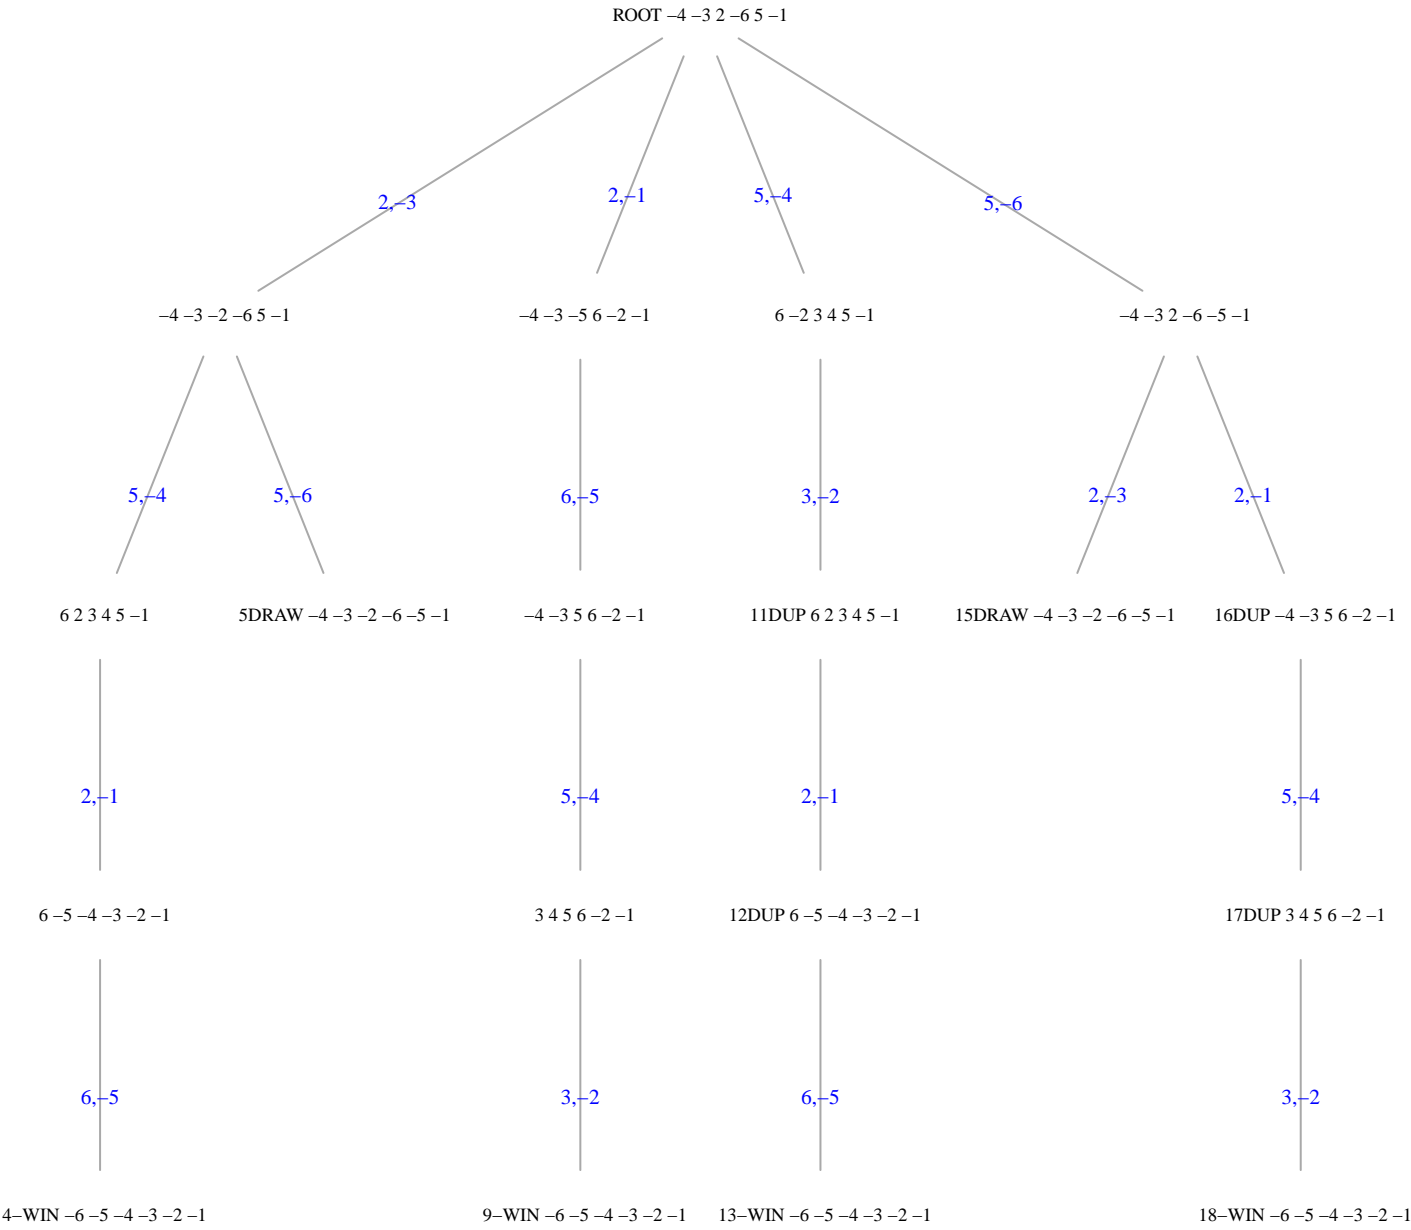 ROOT –4 –3 2 –6 5 –1
2,–3
2,–1
5,–4
5,–6
–4 –3 –2 –6 5 –1
–4 –3 –5 6 –2 –1
6 –2 3 4 5 –1
–4 –3 2 –6 –5 –1
5,–4
5,–6
6,–5
3,–2
2,–3
2,–1
6 2 3 4 5 –1
5DRAW –4 –3 –2 –6 –5 –1
–4 –3 5 6 –2 –1
11DUP 6 2 3 4 5 –1
15DRAW –4 –3 –2 –6 –5 –1
16DUP –4 –3 5 6 –2 –1
2,–1
5,–4
2,–1
5,–4
6 –5 –4 –3 –2 –1
3 4 5 6 –2 –1
12DUP 6 –5 –4 –3 –2 –1
17DUP 3 4 5 6 –2 –1
6,–5
3,–2
6,–5
3,–2
4–WIN –6 –5 –4 –3 –2 –1
9–WIN –6 –5 –4 –3 –2 –1
13–WIN –6 –5 –4 –3 –2 –1
18–WIN –6 –5 –4 –3 –2 –1